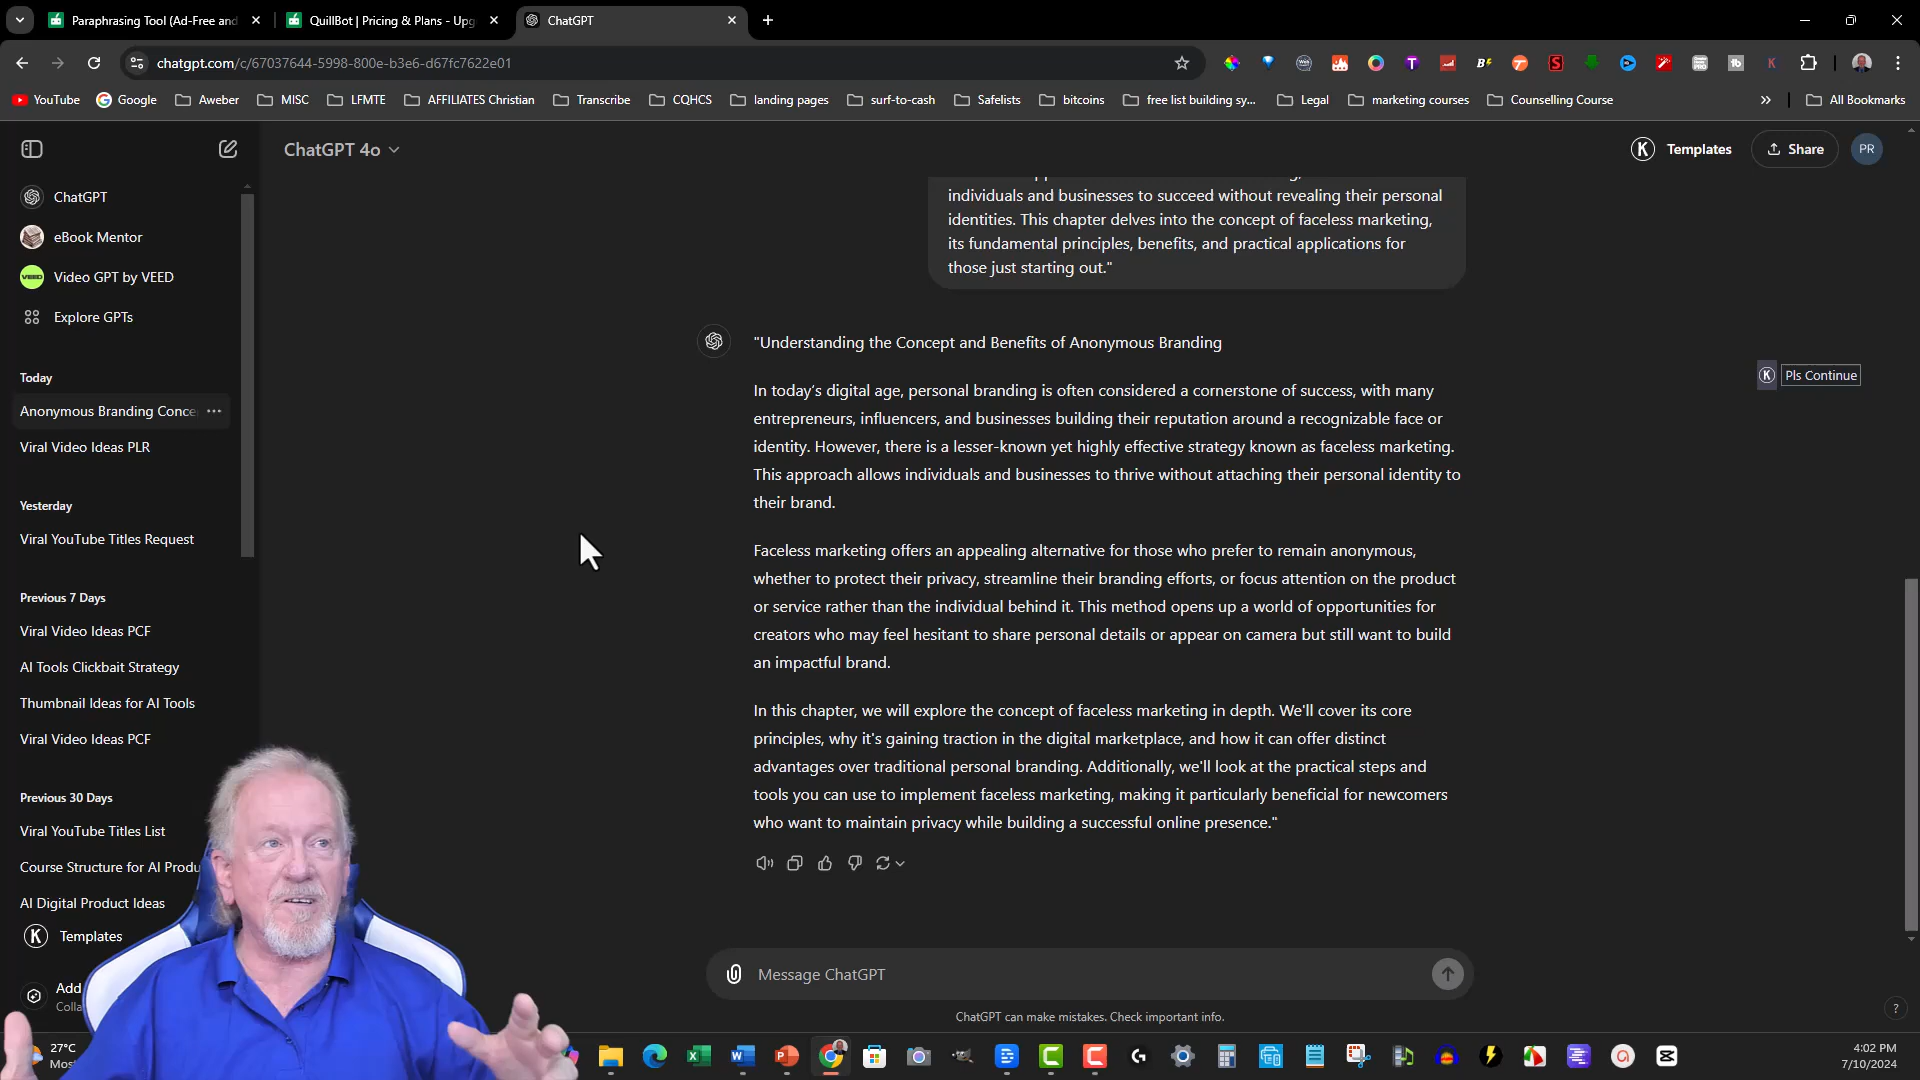 Paraphrasing Tool (Ad-Free and
QuillBot | Pricing & Plans - Upg
ChatGPT
chatgpt.com/c/67037644-5998-800e-b3e6-d67fc7622e01
YouTube
Google
Aweber
MISC
LFMTE
AFFILIATES Christian
Transcribe
CQHCS
landing pages
surf-to-cash
Safelists
bitcoins
free list building sy...
Legal
marketing courses
Counselling Course
All Bookmarks
ChatGPT 4o
Templates
Share
PR
ChatGPT
eBook Mentor
Video GPT by VEED
Explore GPTs
Today
Anonymous Branding Conce
Viral Video Ideas PLR
Yesterday
Viral YouTube Titles Request
Previous 7 Days
Viral Video Ideas PCF
AI Tools Clickbait Strategy
Thumbnail Ideas for AI Tools
Viral Video Ideas PCF
Previous 30 Days
Viral YouTube Titles List
Course Structure for AI Produ
AI Digital Product Ideas
Templates
Add
Colla
individuals and businesses to succeed without revealing their personal
identities. This chapter delves into the concept of faceless marketing,
its fundamental principles, benefits, and practical applications for
those just starting out."
"Understanding the Concept and Benefits of Anonymous Branding
In today's digital age, personal branding is often considered a cornerstone of success, with many
entrepreneurs, influencers, and businesses building their reputation around a recognizable face or
identity. However, there is a lesser-known yet highly effective strategy known as faceless marketing.
This approach allows individuals and businesses to thrive without attaching their personal identity to
their brand.
Faceless marketing offers an appealing alternative for those who prefer to remain anonymous,
whether to protect their privacy, streamline their branding efforts, or focus attention on the product
or service rather than the individual behind it. This method opens up a world of opportunities for
creators who may feel hesitant to share personal details or appear on camera but still want to build
an impactful brand.
In this chapter, we will explore the concept of faceless marketing in depth. We'll cover its core
principles, why it's gaining traction in the digital marketplace, and how it can offer distinct
advantages over traditional personal branding. Additionally, we'll look at the practical steps and
tools you can use to implement faceless marketing, making it particularly beneficial for newcomers
who want to maintain privacy while building a successful online presence."
K Pls Continue
Message ChatGPT
ChatGPT can make mistakes. Check important info.
?
27°C
Mos
4:02 PM
7/10/2024